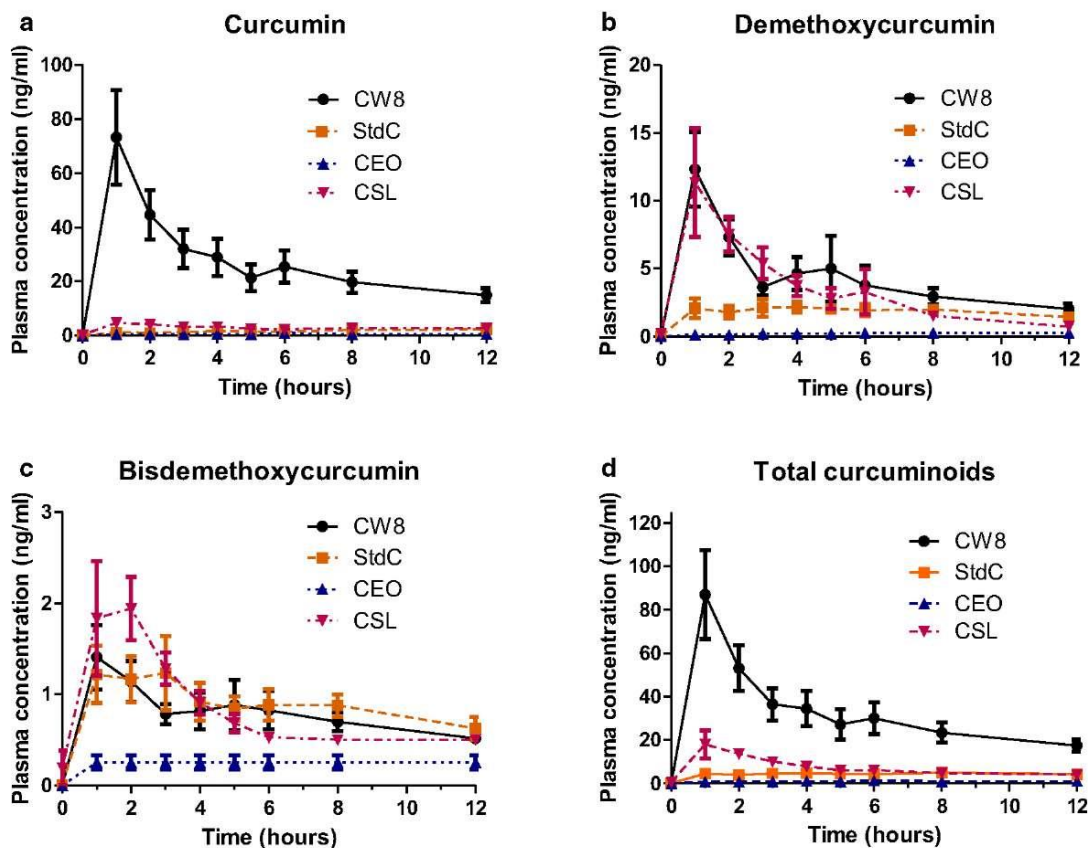 a
Curcumin
Plasma concentration (ng/ml)
100
80
60
40
20
0
0 2 4 6 8 10 12
Time (hours)
CW8
StdC
CEO
CSL
b
Demethoxycurcumin
Plasma concentration (ng/ml)
20
15
10
5
0
0 2 4 6 8 10 12
Time (hours)
CW8
StdC
CEO
CSL
c
Bisdemethoxycurcumin
Plasma concentration (ng/ml)
3
2
1
0
0 2 4 6 8 10 12
Time (hours)
CW8
StdC
CEO
CSL
d
Total curcuminoids
Plasma concentration (ng/ml)
120
100
80
60
40
20
0
0 2 4 6 8 10 12
Time (hours)
CW8
StdC
CEO
CSL